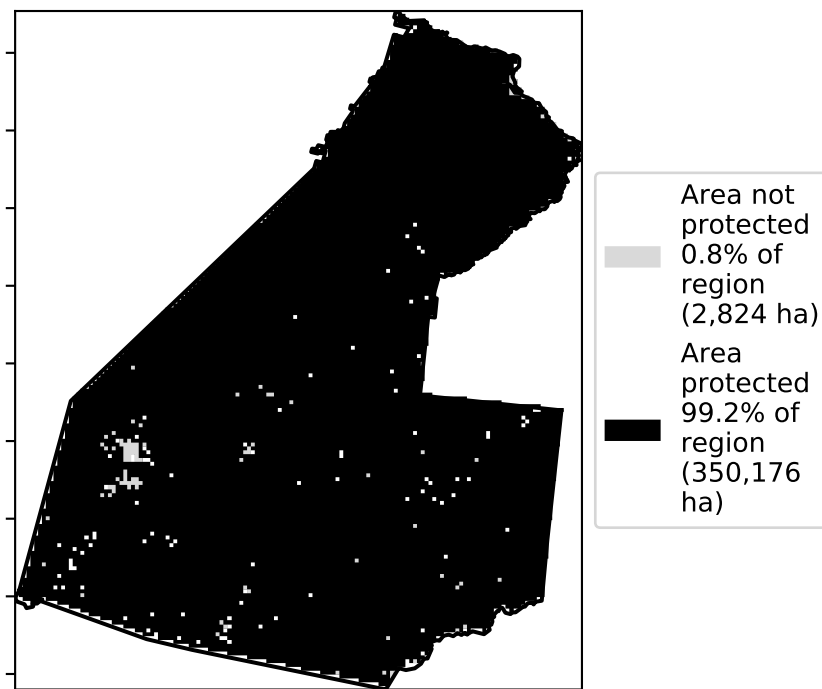 Area not
protected
0.8% of
region
(2,824 ha)
Area
protected
99.2% of
region
(350,176
ha)